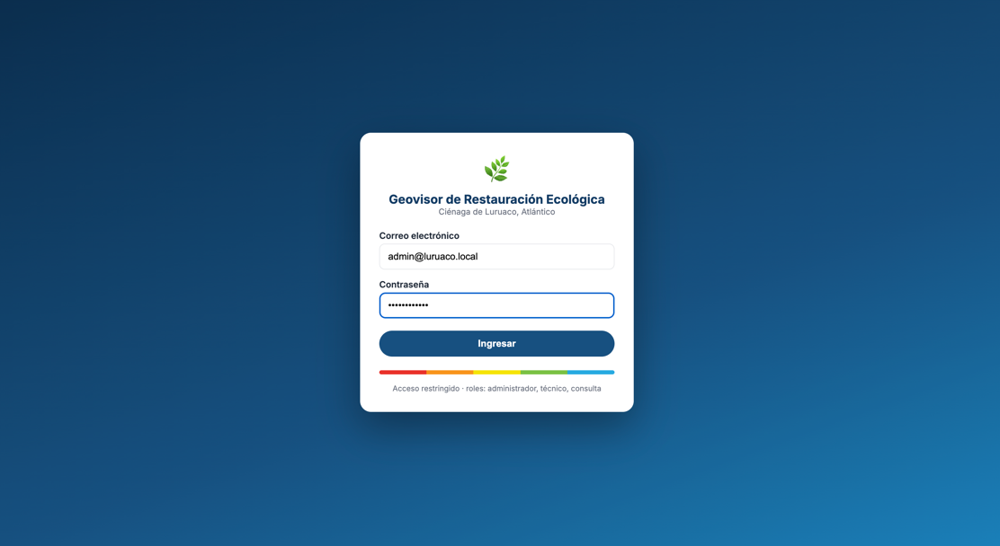 Geovisor de Restauración Ecológica
Ciénaga de Luruaco, Atlántico
Correo electrónico
admin@luruaco.local
Contraseña
••••••••••••
Ingresar
Acceso restringido · roles: administrador, técnico, consulta